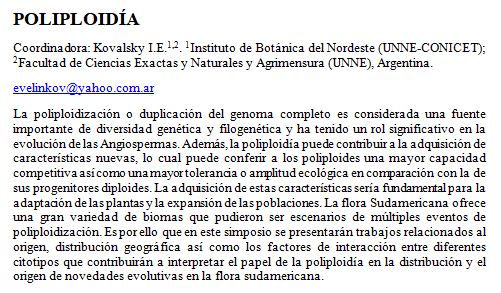 POLIPLOIDÍA
Coordinadora: Kovalsky I.E.1,2. 1Instituto de Botánica del Nordeste (UNNE-CONICET);
2Facultad de Ciencias Exactas y Naturales y Agrimensura (UNNE), Argentina.
evelinkov@yahoo.com.ar
La poliploidización o duplicación del genoma completo es considerada una fuente
importante de diversidad genética y filogenética y ha tenido un rol significativo en la
evolución de las Angiospermas. Además, la poliploidía puede contribuir a la adquisición de
características nuevas, lo cual puede conferir a los poliploides una mayor capacidad
competitiva así como una mayor tolerancia o amplitud ecológica en comparación con la de
sus progenitores diploides. La adquisición de estas características sería fundamental para la
adaptación de las plantas y la expansión de las poblaciones. La flora Sudamericana ofrece
una gran variedad de biomas que pudieron ser escenarios de múltiples eventos de
poliploidización. Es por ello que en este simposio se presentarán trabajos relacionados al
origen, distribución geográfica así como los factores de interacción entre diferentes
citotipos que contribuirán a interpretar el papel de la poliploidía en la distribución y el
origen de novedades evolutivas en la flora sudamericana.